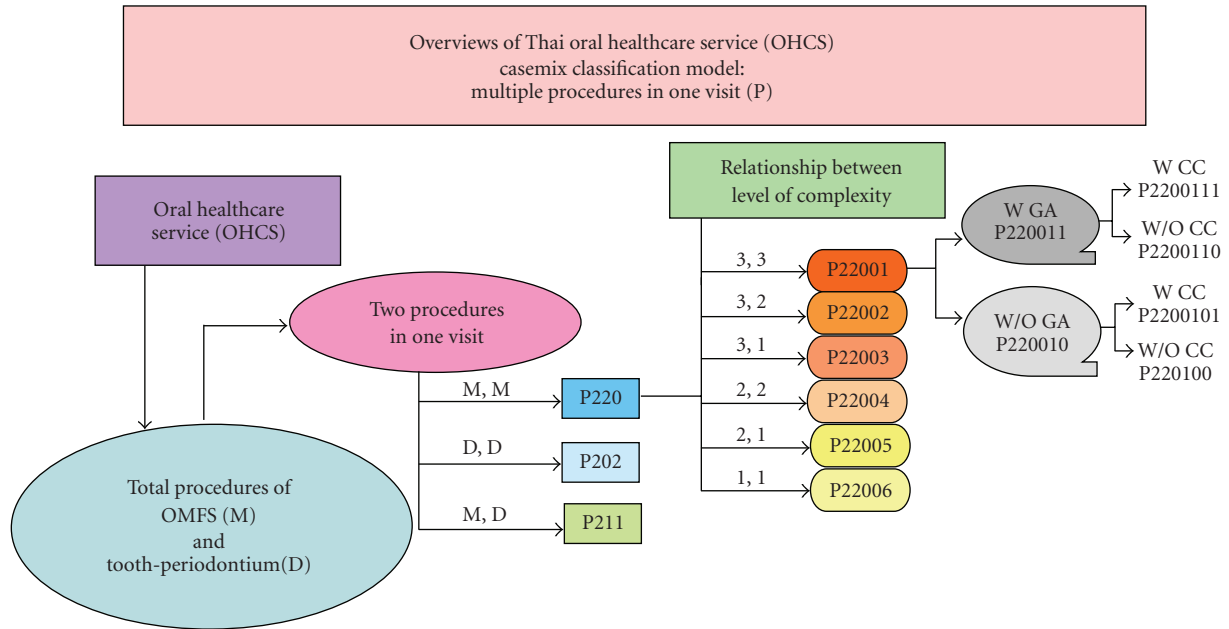 Overviews of Thai oral healthcare service (OHCS)
casemix classification model:
multiple procedures in one visit (P)
Oral healthcare
service (OHCS)
Total procedures of
OMFS (M)
and
tooth-periodontium(D)
Two procedures
in one visit
M, M
P220
D, D
P202
M, D
P211
Relationship between
level of complexity
3, 3
P22001
3, 2
P22002
3, 1
P22003
2, 2
P22004
2, 1
P22005
1, 1
P22006
W GA
P220011
W CC
P2200111
W/O CC
P2200110
W/O GA
P220010
W CC
P2200101
W/O CC
P220100